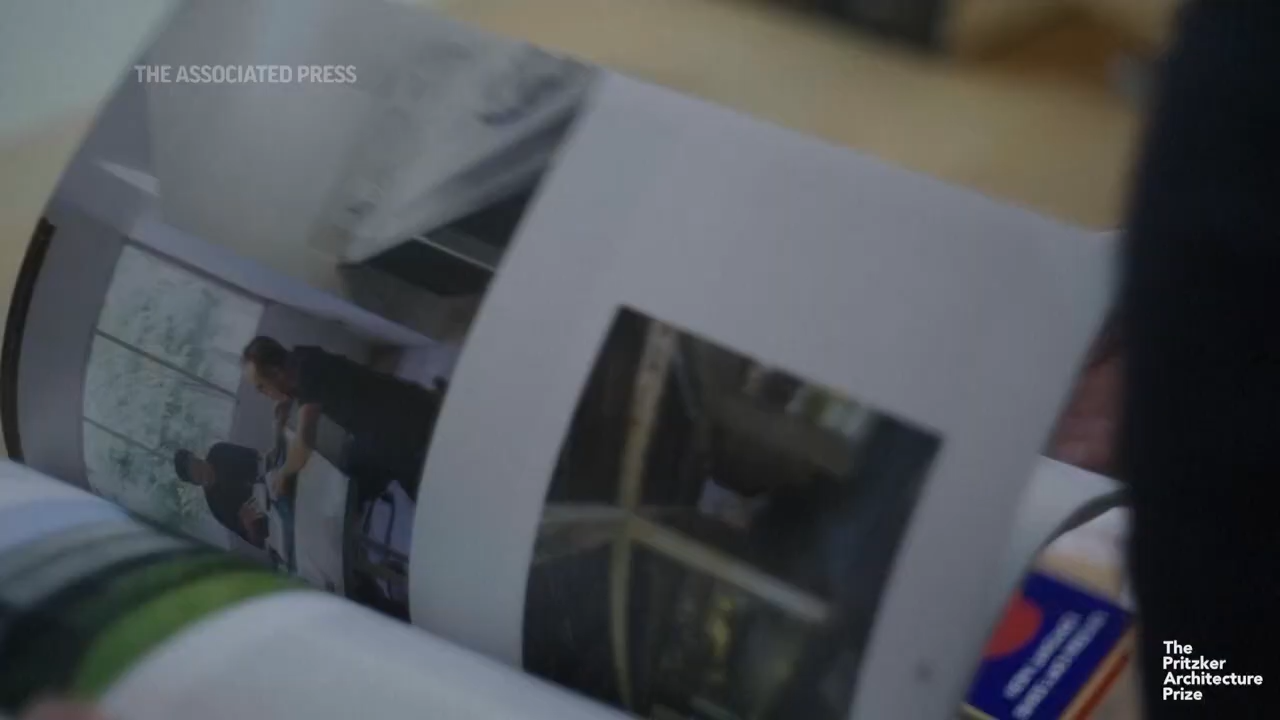 THE ASSOCIATED PRESS
The
Pritzker
Architecture
Prize